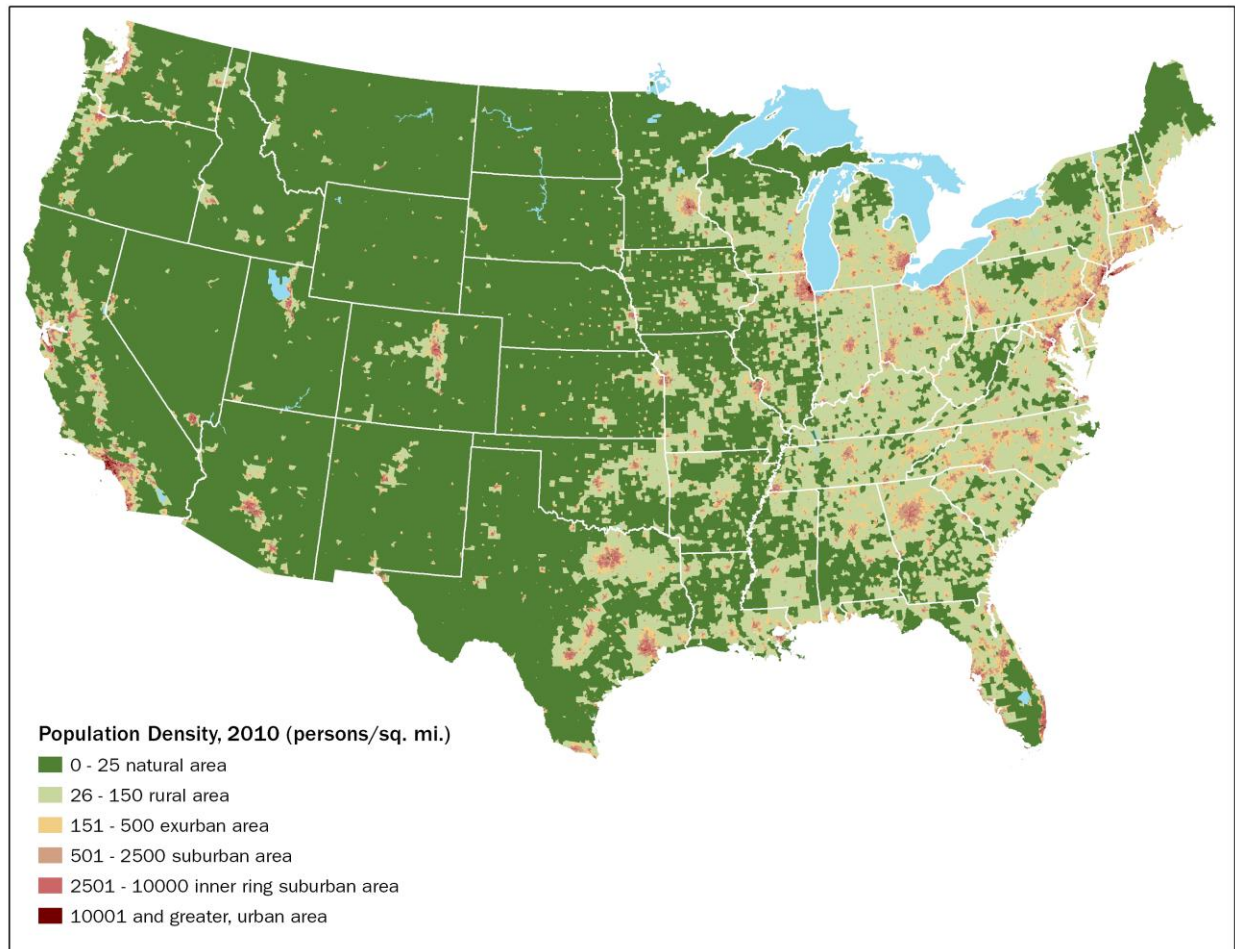 Population Density, 2010 (persons/sq. mi.)
0 - 25 natural area
26 - 150 rural area
151 - 500 exurban area
501 - 2500 suburban area
2501 - 10000 inner ring suburban area
10001 and greater, urban area